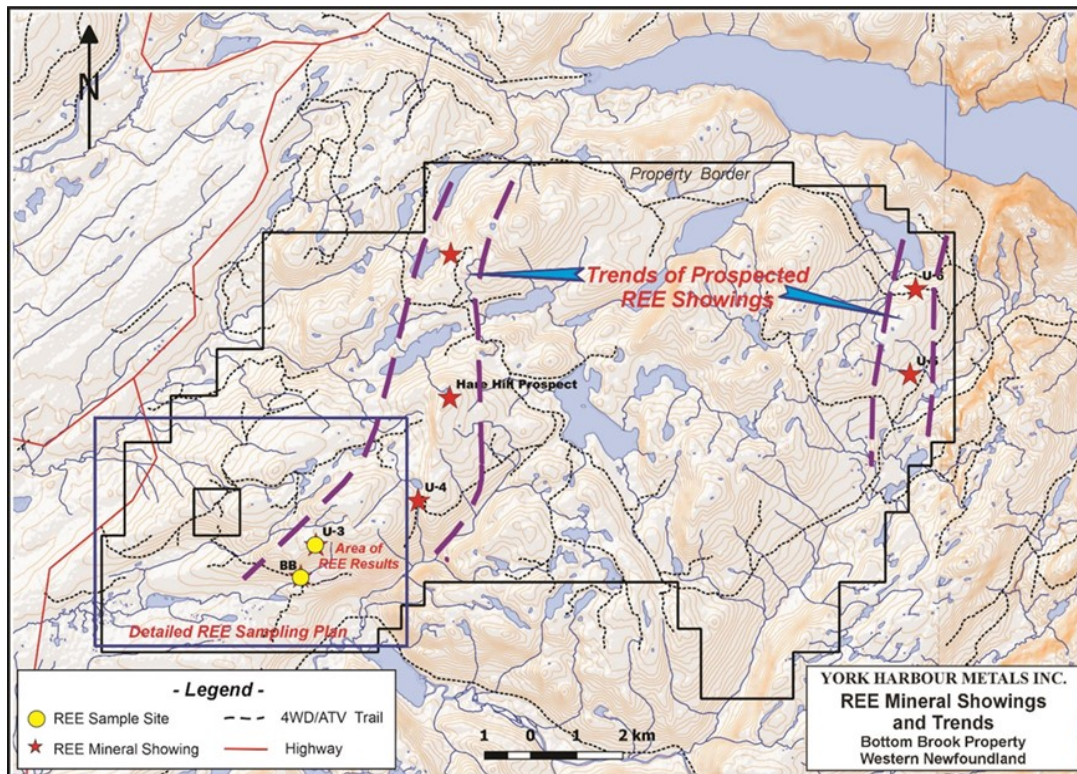 N
Property Border
Trends of Prospected
REE Showings
U-6
U-5
Hare Hill Prospect
U-4
U-3
Area of
REE Results
BB
Detailed REE Sampling Plan
- Legend -
REE Sample Site
4WD/ATV Trail
REE Mineral Showing
Highway
1 0 1 2 km
YORK HARBOUR METALS INC.
REE Mineral Showings
and Trends
Bottom Brook Property
Western Newfoundland